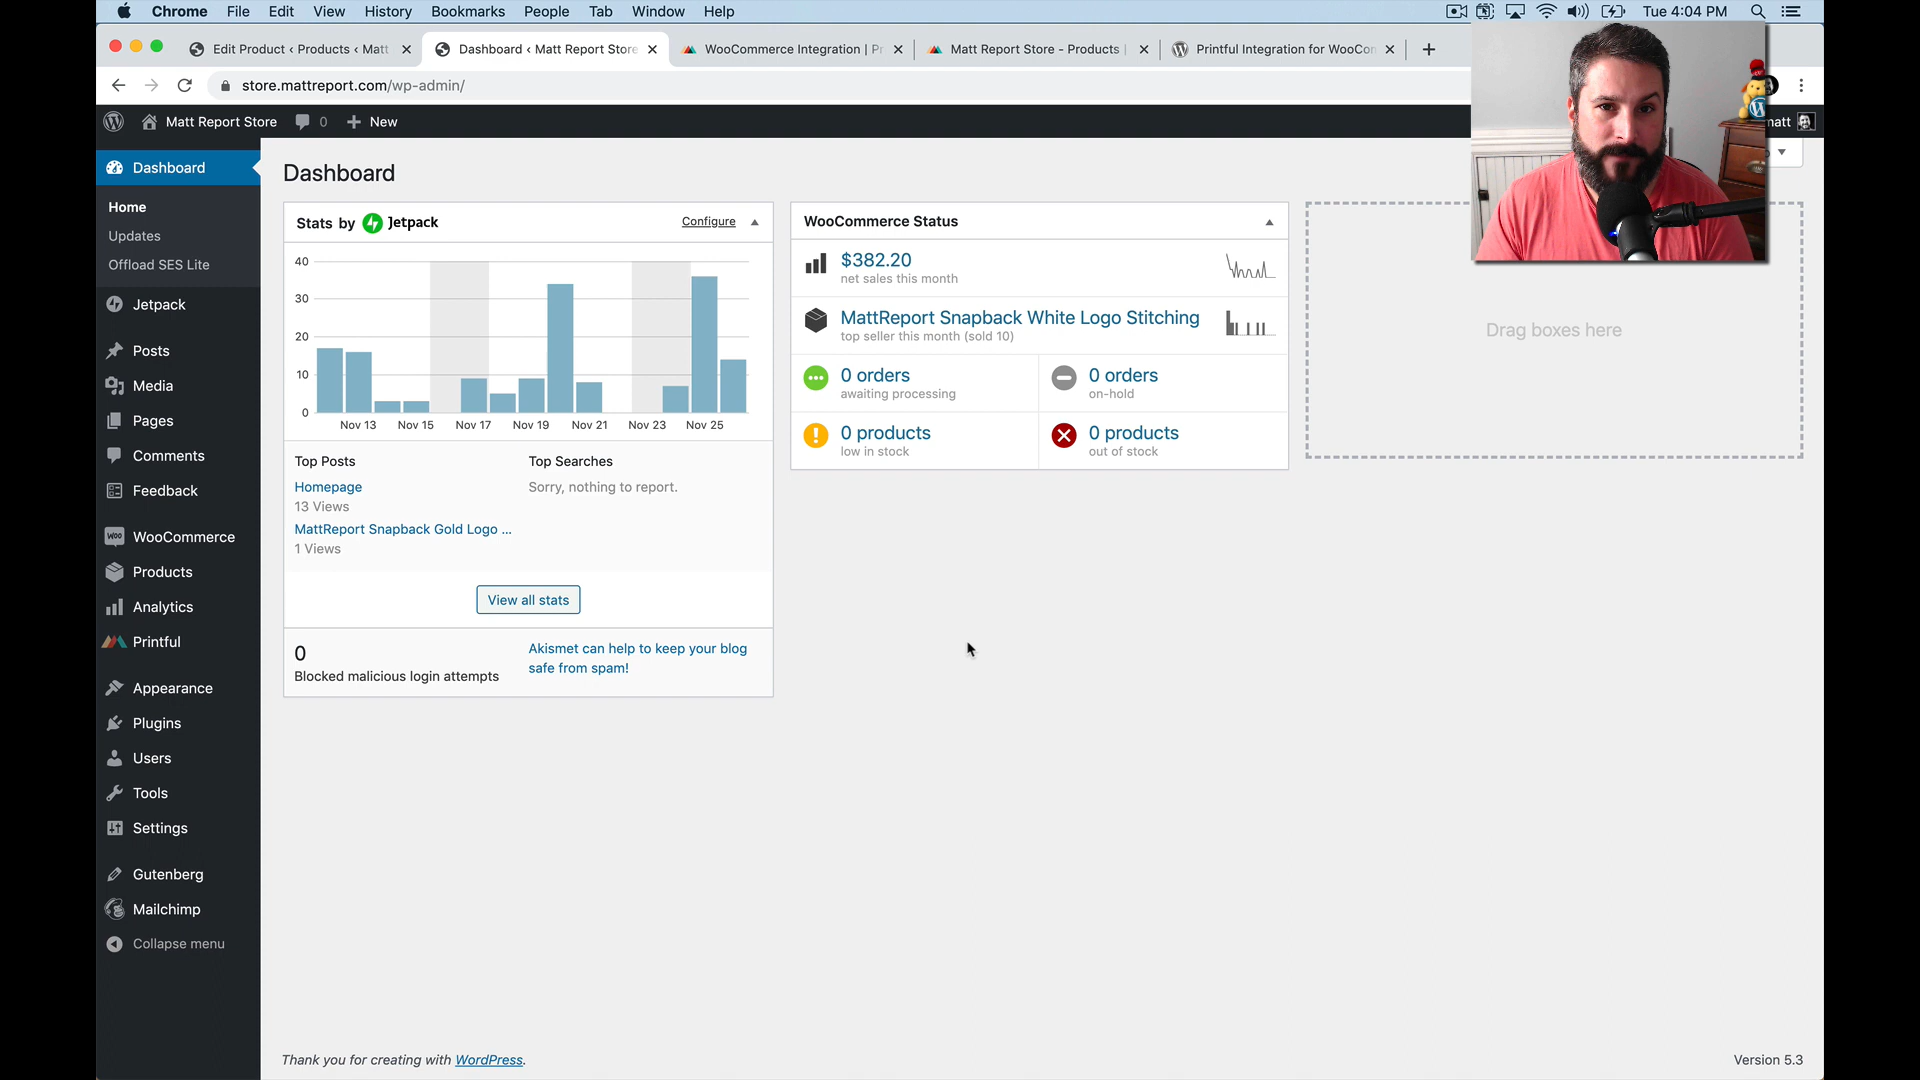 Chrome File Edit View History Bookmarks People Tab Window Help Tue 4:04 PM
Edit Product ‹ Products ‹ Matt Dashboard ‹ Matt Report Store WooCommerce Integration | Pr Matt Report Store - Products | Printful Integration for WooCon
store.mattreport.com/wp-admin/
Matt Report Store 0 New matt
Dashboard
Home
Updates
Offload SES Lite
Jetpack
Posts
Media
Pages
Comments
Feedback
WooCommerce
Products
Analytics
Printful
Appearance
Plugins
Users
Tools
Settings
Gutenberg
Mailchimp
Collapse menu
Dashboard
Stats by Jetpack Configure
40
30
20
10
0
Nov 13 Nov 15 Nov 17 Nov 19 Nov 21 Nov 23 Nov 25
Top Posts Top Searches
Homepage Sorry, nothing to report.
13 Views
MattReport Snapback Gold Logo ...
1 Views
View all stats
0
Blocked malicious login attempts
Akismet can help to keep your blog
safe from spam!
WooCommerce Status
$382.20
net sales this month
MattReport Snapback White Logo Stitching
top seller this month (sold 10)
0 orders 0 orders
awaiting processing on-hold
0 products 0 products
low in stock out of stock
Drag boxes here
Thank you for creating with WordPress. Version 5.3